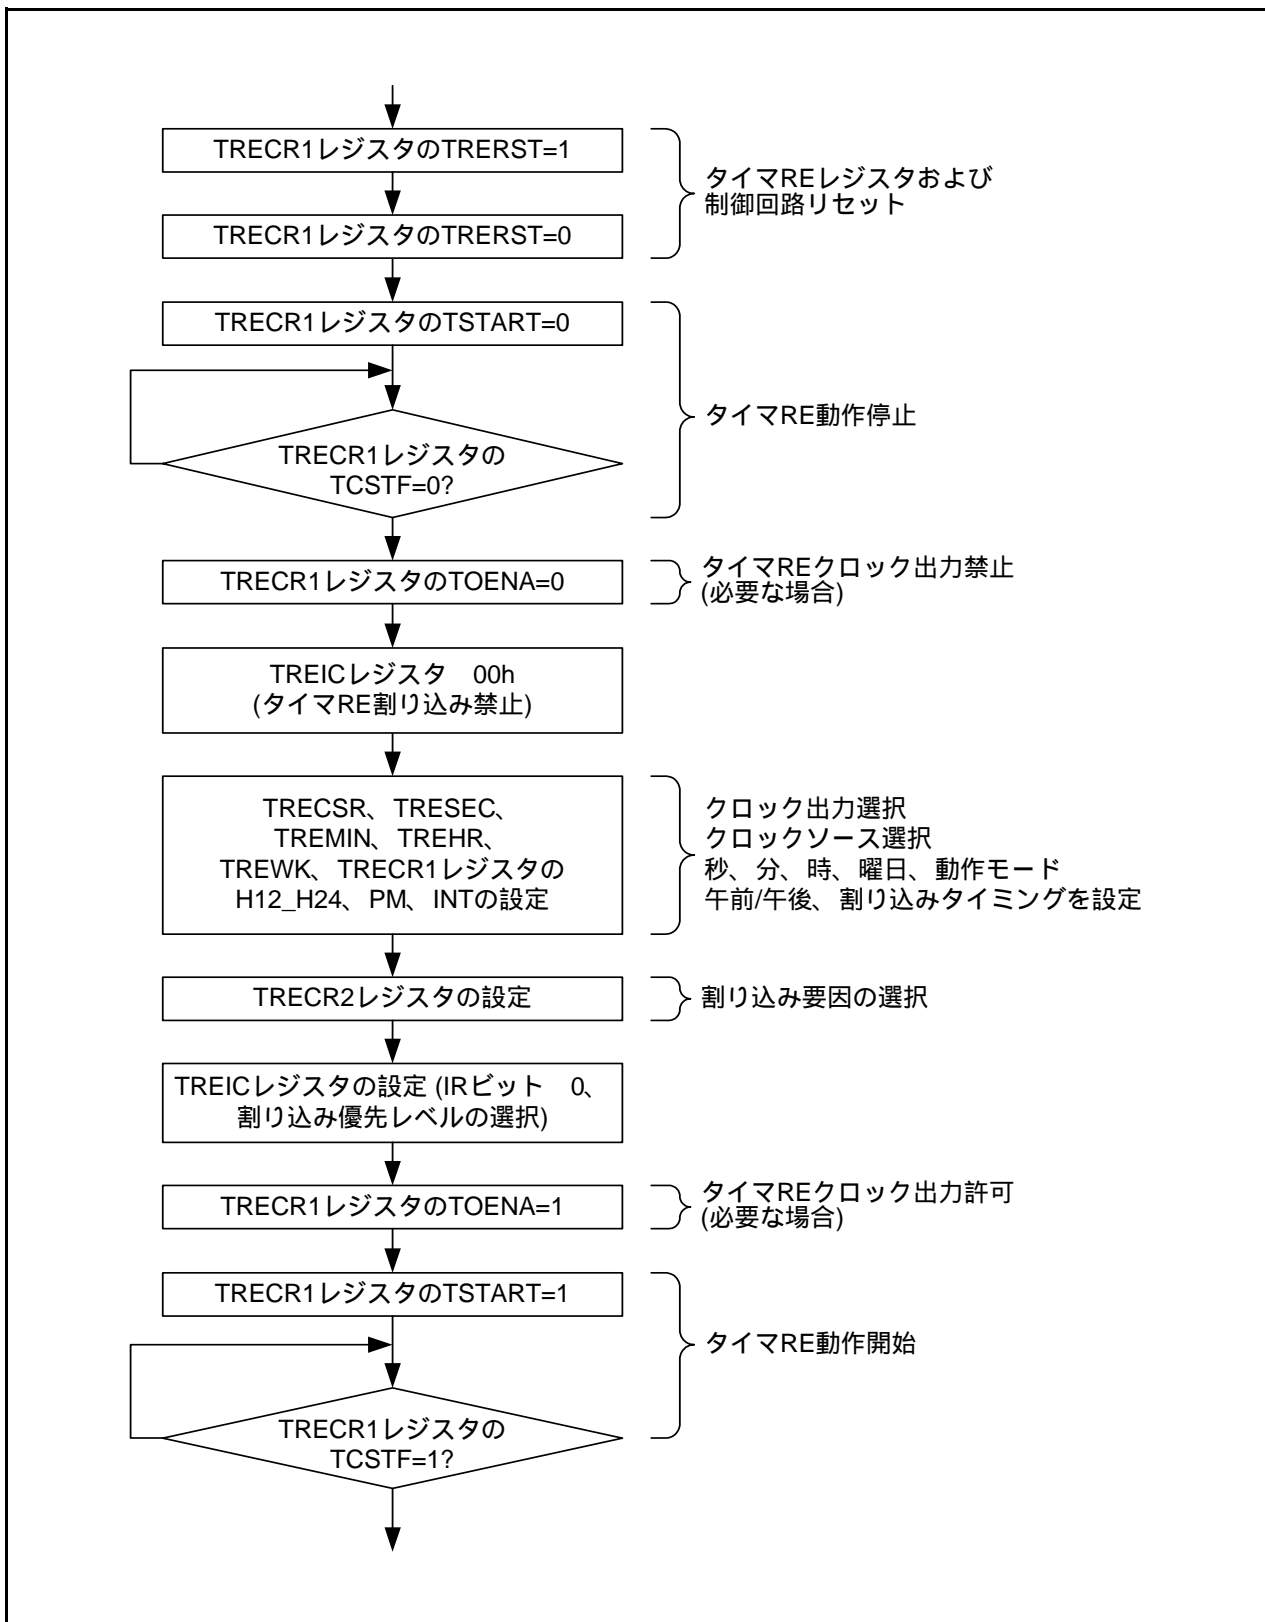 TRECR1レジスタのTRERST=1
TRECR1レジスタのTRERST=0
タイマREレジスタおよび
制御回路リセット
TRECR1レジスタのTSTART=0
TRECR1レジスタの
TCSTF=0?
タイマRE動作停止
TRECR1レジスタのTOENA=0
タイマREクロック出力禁止
(必要な場合)
TREICレジスタ　00h
(タイマRE割り込み禁止)
TRECSR、TRESEC、
TREMIN、TREHR、
TREWK、TRECR1レジスタの
H12_H24、PM、INTの設定
クロック出力選択
クロックソース選択
秒、分、時、曜日、動作モード
午前/午後、割り込みタイミングを設定
TRECR2レジスタの設定
割り込み要因の選択
TREICレジスタの設定 (IRビット　0、
割り込み優先レベルの選択)
TRECR1レジスタのTOENA=1
タイマREクロック出力許可
(必要な場合)
TRECR1レジスタのTSTART=1
TRECR1レジスタの
TCSTF=1?
タイマRE動作開始